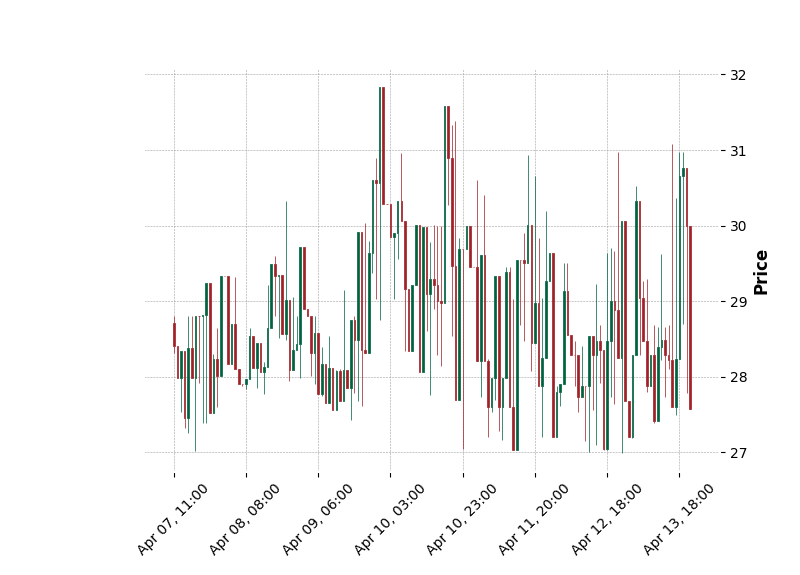 32
31
30
29
28
27
Price
Apr 07, 11:00
Apr 08, 08:00
Apr 09, 06:00
Apr 10, 03:00
Apr 10, 23:00
Apr 11, 20:00
Apr 12, 18:00
Apr 13, 18:00